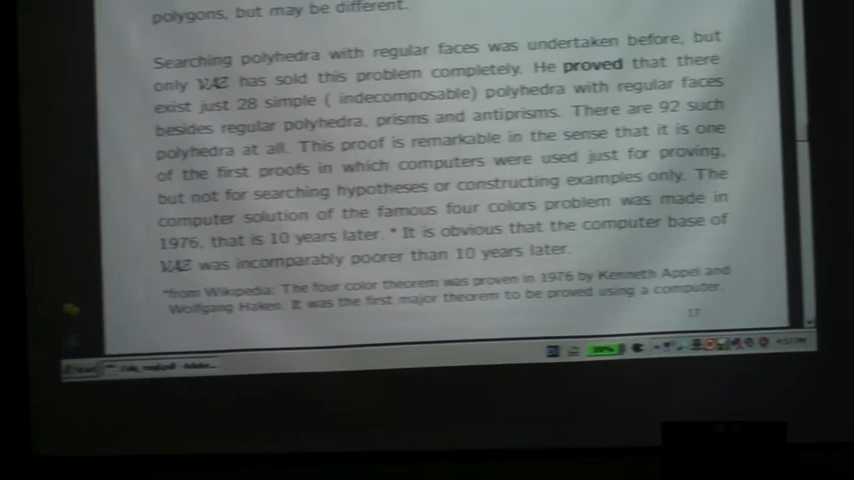 polygons, but may be different.
Searching polyhedra with regular faces was undertaken before, but
only VAZ has sold this problem completely. He proved that there
exist just 28 simple ( indecomposable) polyhedra with regular faces
besides regular polyhedra, prisms and antiprisms. There are 92 such
polyhedra at all. This proof is remarkable in the sense that it is one
of the first proofs in which computers were used just for proving,
but not for searching hypotheses or constructing examples only. The
computer solution of the famous four colors problem was made in
1976, that is 10 years later. * It is obvious that the computer base of
VAZ was incomparably poorer than 10 years later.
*from Wikipedia: The four color theorem was proven in 1976 by Kenneth Appel and
Wolfgang Haken. It was the first major theorem to be proved using a computer.
17
Start
4:57 PM